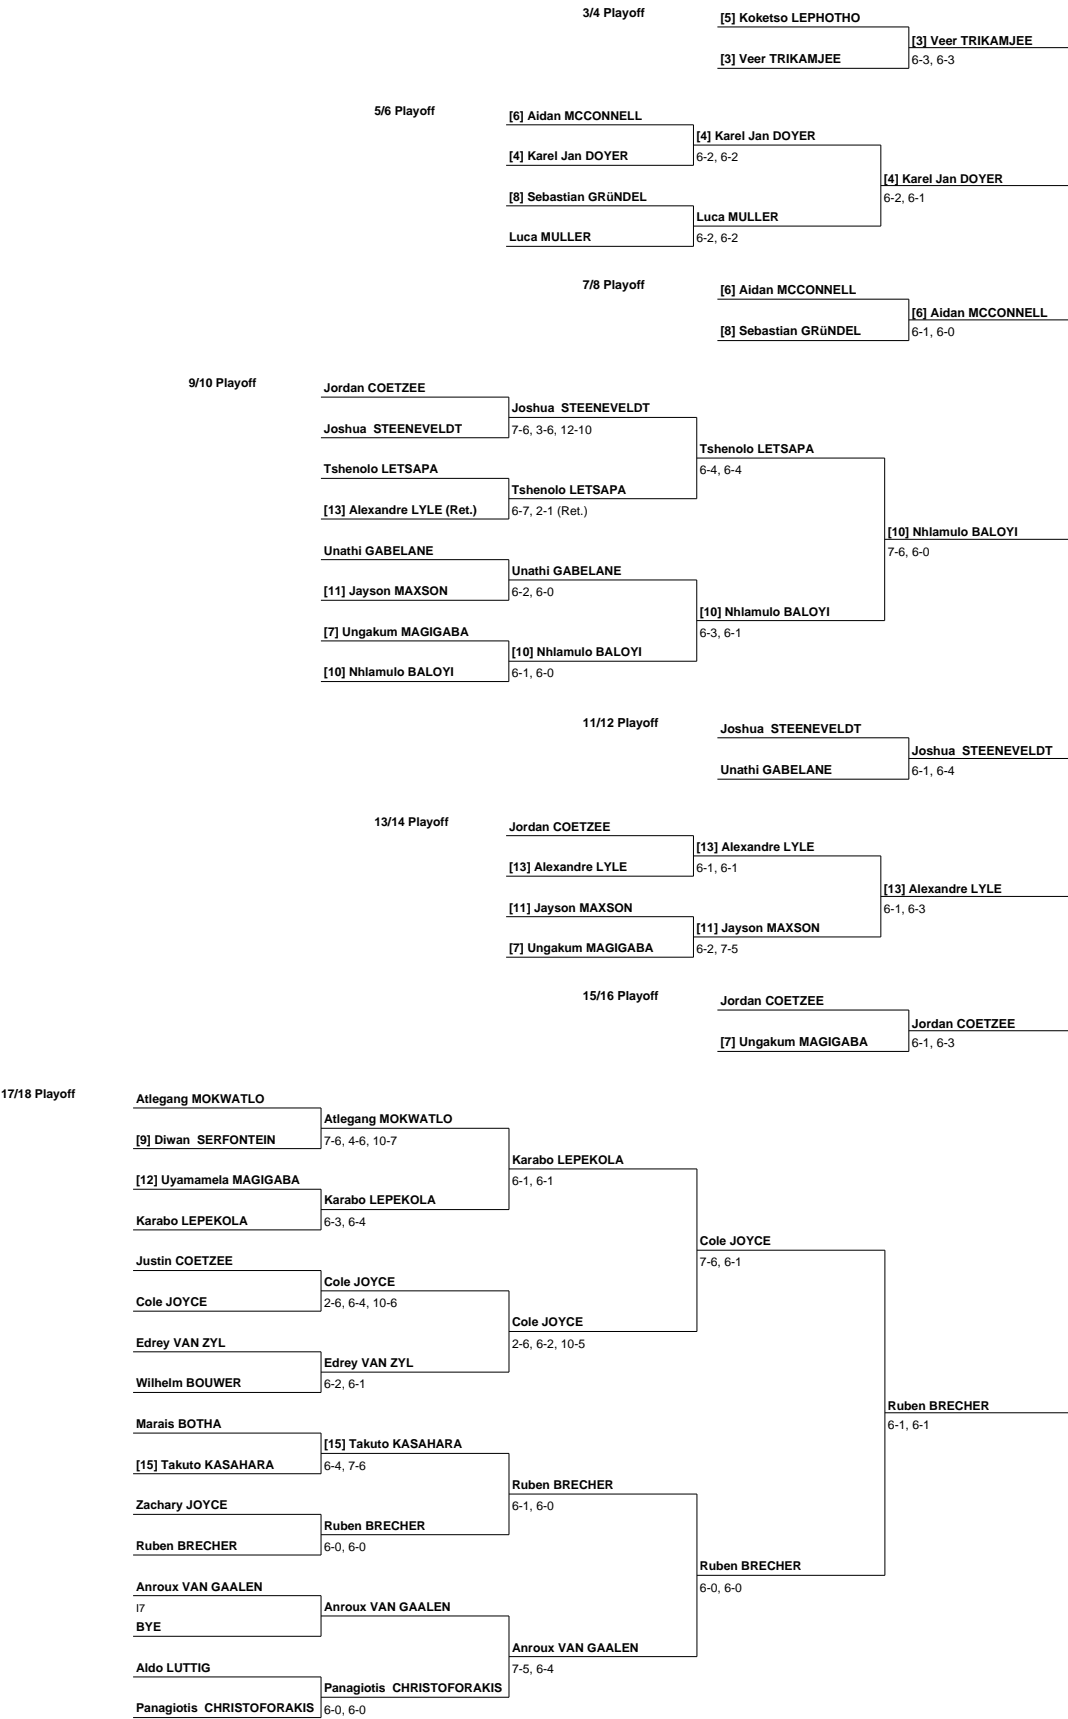 3/4 Playoff
[5] Koketso LEPHOTHO
[3] Veer TRIKAMJEE
[3] Veer TRIKAMJEE
6-3, 6-3
5/6 Playoff
[6] Aidan MCCONNELL
[4] Karel Jan DOYER
[4] Karel Jan DOYER
6-2, 6-2
[4] Karel Jan DOYER
6-2, 6-1
[8] Sebastian GRüNDEL
Luca MULLER
Luca MULLER
6-2, 6-2
7/8 Playoff
[6] Aidan MCCONNELL
[6] Aidan MCCONNELL
[8] Sebastian GRüNDEL
6-1, 6-0
9/10 Playoff
Jordan COETZEE
Joshua STEENEVELDT
Joshua STEENEVELDT
7-6, 3-6, 12-10
Tshenolo LETSAPA
6-4, 6-4
Tshenolo LETSAPA
Tshenolo LETSAPA
[13] Alexandre LYLE (Ret.)
6-7, 2-1 (Ret.)
[10] Nhlamulo BALOYI
7-6, 6-0
Unathi GABELANE
Unathi GABELANE
[11] Jayson MAXSON
6-2, 6-0
[10] Nhlamulo BALOYI
6-3, 6-1
[7] Ungakum MAGIGABA
[10] Nhlamulo BALOYI
[10] Nhlamulo BALOYI
6-1, 6-0
11/12 Playoff
Joshua STEENEVELDT
Joshua STEENEVELDT
Unathi GABELANE
6-1, 6-4
13/14 Playoff
Jordan COETZEE
[13] Alexandre LYLE
[13] Alexandre LYLE
6-1, 6-1
[13] Alexandre LYLE
6-1, 6-3
[11] Jayson MAXSON
[11] Jayson MAXSON
[7] Ungakum MAGIGABA
6-2, 7-5
15/16 Playoff
Jordan COETZEE
Jordan COETZEE
[7] Ungakum MAGIGABA
6-1, 6-3
17/18 Playoff
Atlegang MOKWATLO
Atlegang MOKWATLO
[9] Diwan SERFONTEIN
7-6, 4-6, 10-7
Karabo LEPEKOLA
6-1, 6-1
[12] Uyamamela MAGIGABA
Karabo LEPEKOLA
Karabo LEPEKOLA
6-3, 6-4
Cole JOYCE
7-6, 6-1
Justin COETZEE
Cole JOYCE
Cole JOYCE
2-6, 6-4, 10-6
Cole JOYCE
2-6, 6-2, 10-5
Edrey VAN ZYL
Edrey VAN ZYL
Wilhelm BOUWER
6-2, 6-1
Ruben BRECHER
6-1, 6-1
Marais BOTHA
[15] Takuto KASAHARA
[15] Takuto KASAHARA
6-4, 7-6
Ruben BRECHER
6-1, 6-0
Zachary JOYCE
Ruben BRECHER
Ruben BRECHER
6-0, 6-0
Ruben BRECHER
6-0, 6-0
Anroux VAN GAALEN
I7
Anroux VAN GAALEN
BYE
Anroux VAN GAALEN
7-5, 6-4
Aldo LUTTIG
Panagiotis CHRISTOFORAKIS
Panagiotis CHRISTOFORAKIS
6-0, 6-0